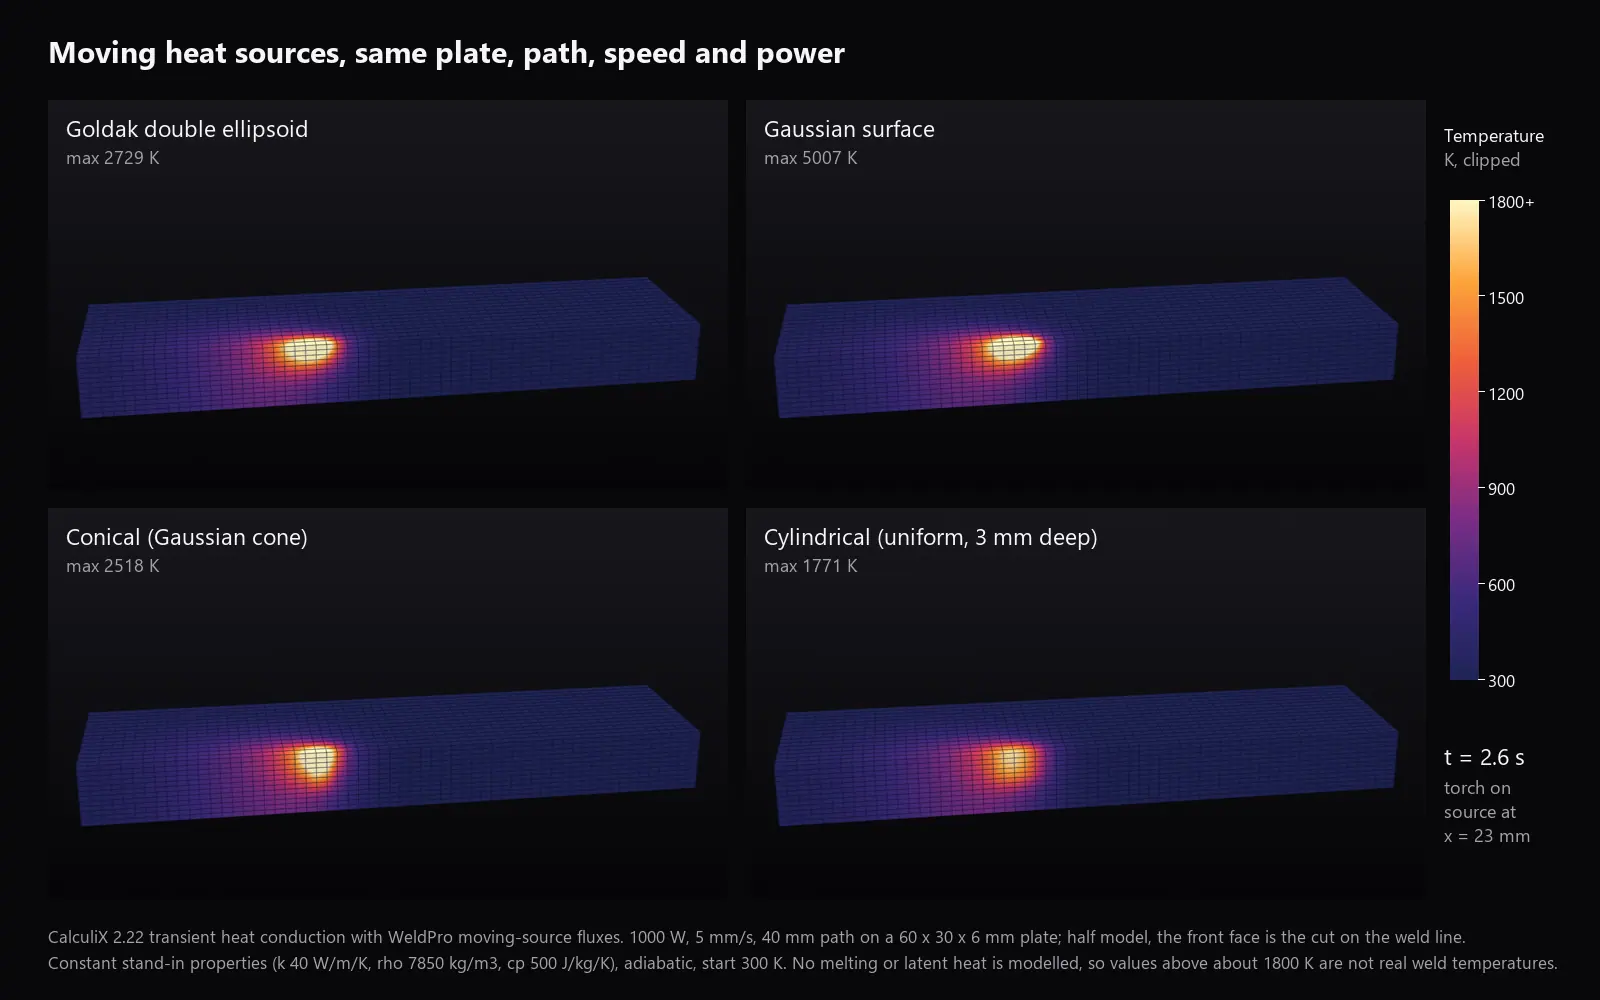 Moving heat sources, same plate, path, speed and power
Goldak double ellipsoid
max 2729 K
Gaussian surface
max 5007 K
Temperature
K, clipped
1800+
1500
1200
900
600
300
Conical (Gaussian cone)
max 2518 K
Cylindrical (uniform, 3 mm deep)
max 1771 K
t = 2.6 s
torch on
source at
x = 23 mm
CalculiX 2.22 transient heat conduction with WeldPro moving-source fluxes. 1000 W, 5 mm/s, 40 mm path on a 60 x 30 x 6 mm plate; half model, the front face is the cut on the weld line.
Constant stand-in properties (k 40 W/m/K, rho 7850 kg/m3, cp 500 J/kg/K), adiabatic, start 300 K. No melting or latent heat is modelled, so values above about 1800 K are not real weld temperatures.